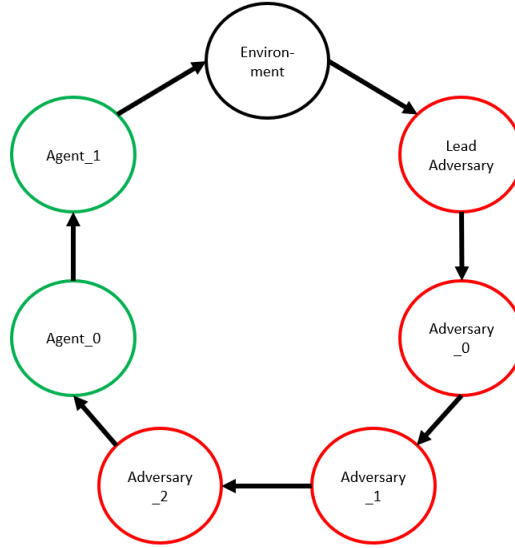 Environ-
ment
Lead
Adversary
Agent_1
Adversary
_0
Agent_0
Adversary
_1
Adversary
_2